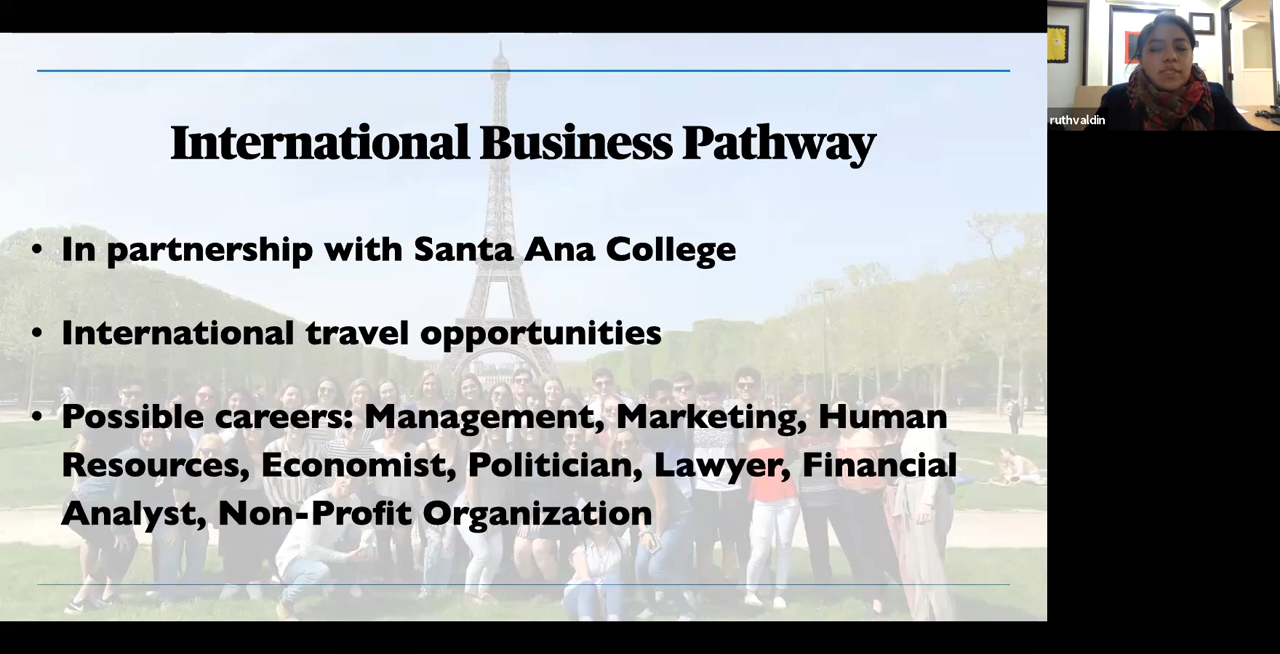 International Business Pathway
• In partnership with Santa Ana College
• International travel opportunities
• Possible careers: Management, Marketing, Human
Resources, Economist, Politician, Lawyer, Financial
Analyst, Non-Profit Organization
ruthvaldin